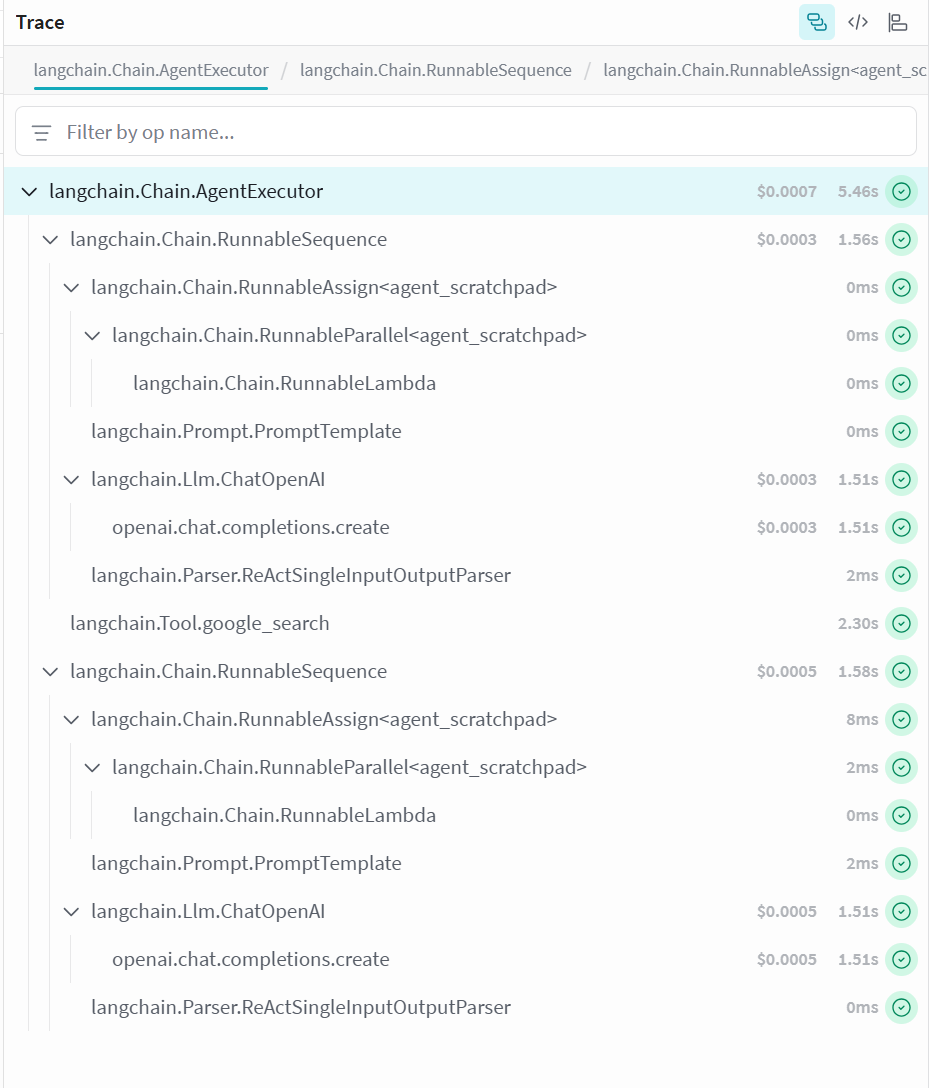 Trace
langchain.Chain.AgentExecutor / langchain.Chain.RunnableSequence / langchain.Chain.RunnableAssign<agent_sc
Filter by op name...
langchain.Chain.AgentExecutor $0.0007 5.46s
langchain.Chain.RunnableSequence $0.0003 1.56s
langchain.Chain.RunnableAssign<agent_scratchpad> 0ms
langchain.Chain.RunnableParallel<agent_scratchpad> 0ms
langchain.Chain.RunnableLambda 0ms
langchain.Prompt.PromptTemplate 0ms
langchain.Llm.ChatOpenAI $0.0003 1.51s
openai.chat.completions.create $0.0003 1.51s
langchain.Parser.ReActSingleInputOutputParser 2ms
langchain.Tool.google_search 2.30s
langchain.Chain.RunnableSequence $0.0005 1.58s
langchain.Chain.RunnableAssign<agent_scratchpad> 8ms
langchain.Chain.RunnableParallel<agent_scratchpad> 2ms
langchain.Chain.RunnableLambda 0ms
langchain.Prompt.PromptTemplate 2ms
langchain.Llm.ChatOpenAI $0.0005 1.51s
openai.chat.completions.create $0.0005 1.51s
langchain.Parser.ReActSingleInputOutputParser 0ms